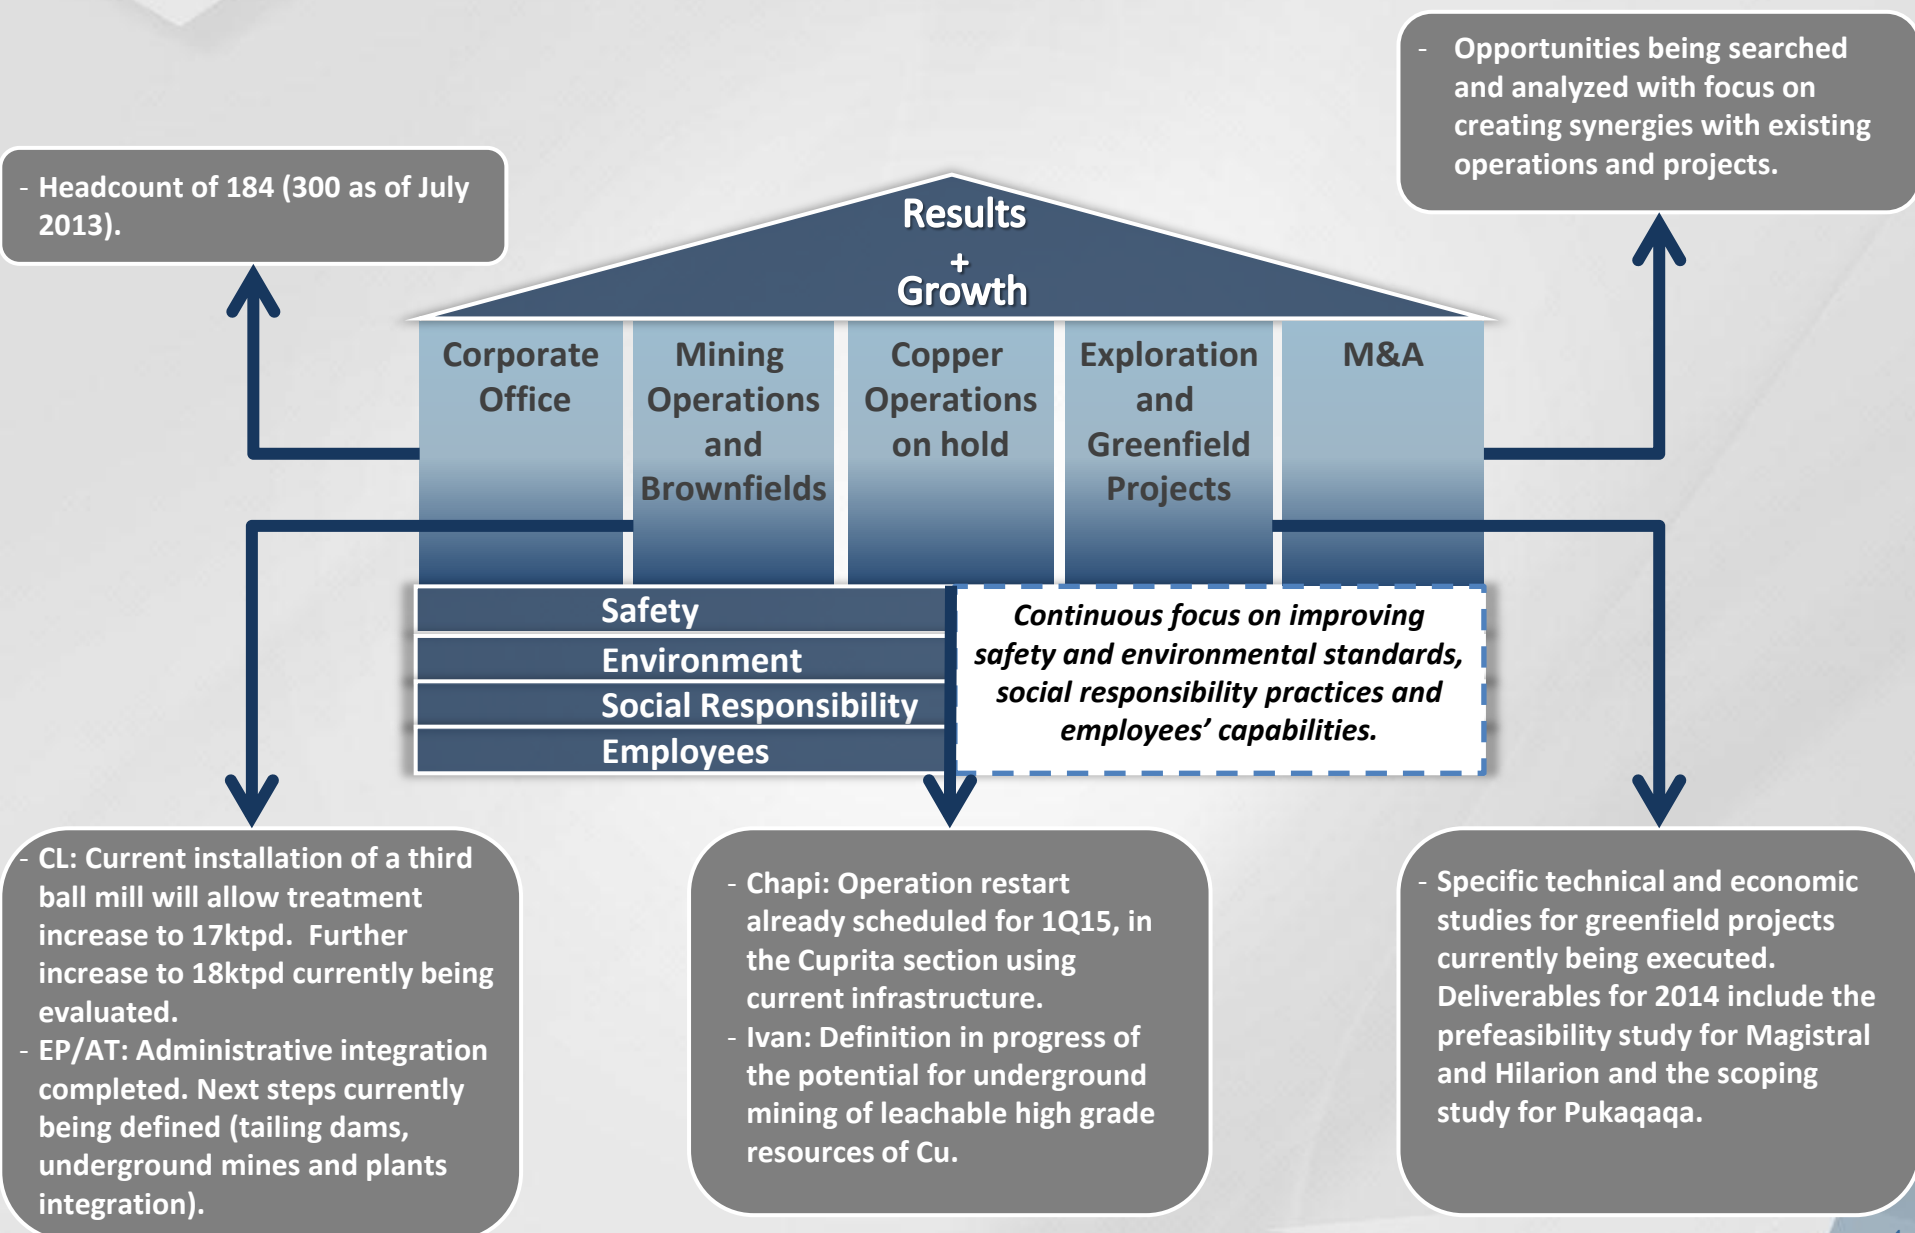 - Opportunities being searched
and analyzed with focus on
creating synergies with existing
operations and projects.
- Headcount of 184 (300 as of July
2013).
Results
+
Growth
Corporate
Office
Mining
Operations
and
Brownfields
Copper
Operations
on hold
Exploration
and
Greenfield
Projects
M&A
Safety
Environment
Social Responsibility
Employees
Continuous focus on improving
safety and environmental standards,
social responsibility practices and
employees’ capabilities.
- CL: Current installation of a third
ball mill will allow treatment
increase to 17ktpd.  Further
increase to 18ktpd currently being
evaluated.
- EP/AT: Administrative integration
completed. Next steps currently
being defined (tailing dams,
underground mines and plants
integration).
- Chapi: Operation restart
already scheduled for 1Q15, in
the Cuprita section using
current infrastructure.
- Ivan: Definition in progress of
the potential for underground
mining of leachable high grade
resources of Cu.
- Specific technical and economic
studies for greenfield projects
currently being executed.
Deliverables for 2014 include the
prefeasibility study for Magistral
and Hilarion and the scoping
study for Pukaqaqa.